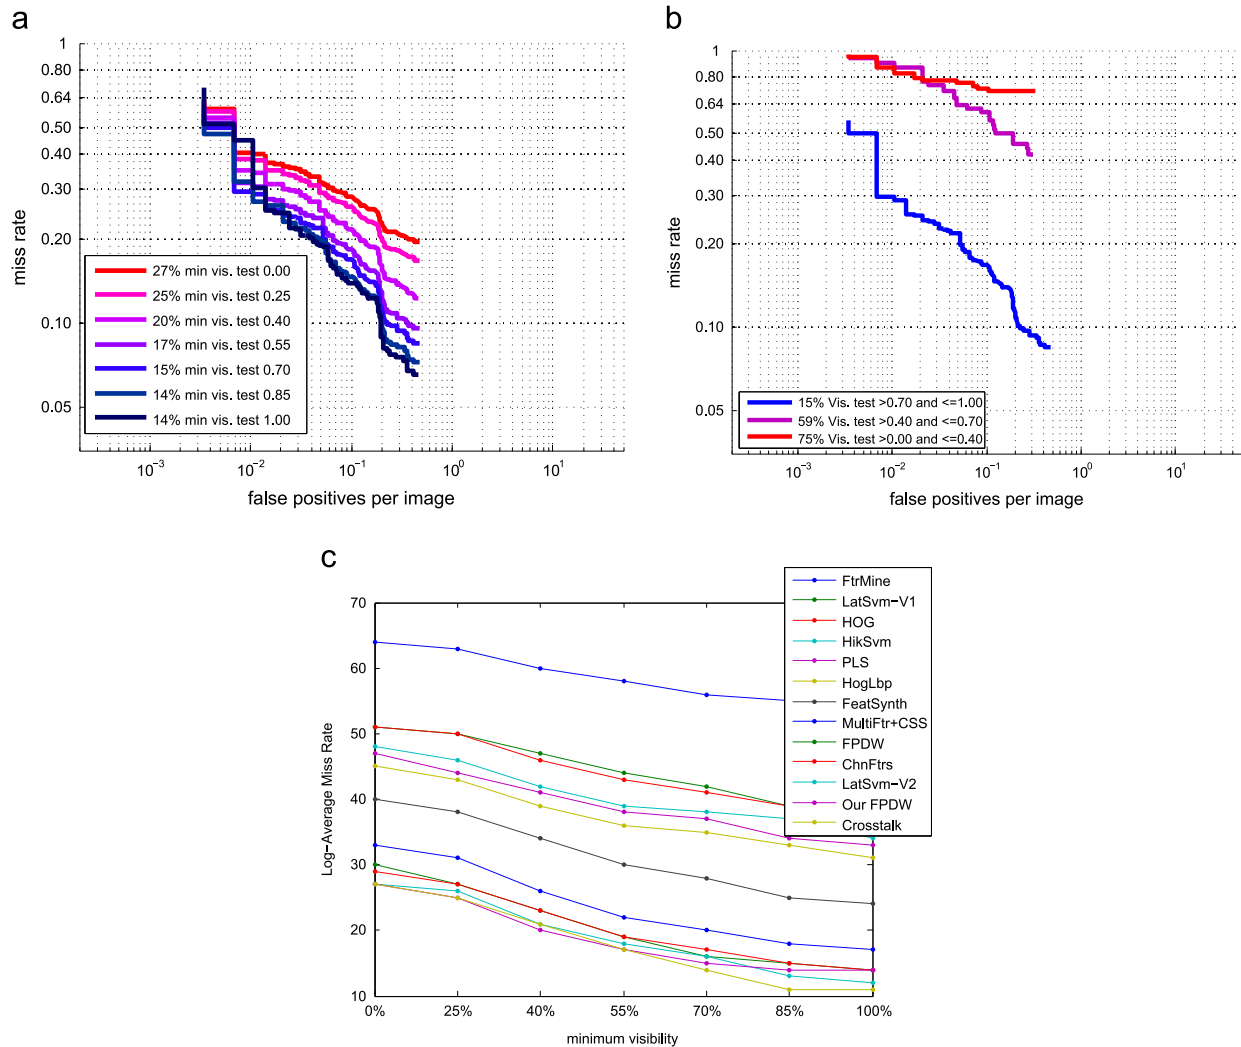 a
1
0.80
0.64
0.50
0.40
0.30
0.20
0.10
0.05
miss rate
27% min vis. test 0.00
25% min vis. test 0.25
20% min vis. test 0.40
17% min vis. test 0.55
15% min vis. test 0.70
14% min vis. test 0.85
14% min vis. test 1.00
10⁻³ 10⁻² 10⁻¹ 10⁰ 10¹
false positives per image
b
1
0.80
0.64
0.50
0.40
0.30
0.20
0.10
0.05
miss rate
15% Vis. test >0.70 and <=1.00
59% Vis. test >0.40 and <=0.70
75% Vis. test >0.00 and <=0.40
10⁻³ 10⁻² 10⁻¹ 10⁰ 10¹
false positives per image
c
70
60
50
40
30
20
10
Log−Average Miss Rate
FtrMine
LatSvm−V1
HOG
HikSvm
PLS
HogLbp
FeatSynth
MultiFtr+CSS
FPDW
ChnFtrs
LatSvm−V2
Our FPDW
Crosstalk
0% 25% 40% 55% 70% 85% 100%
minimum visibility